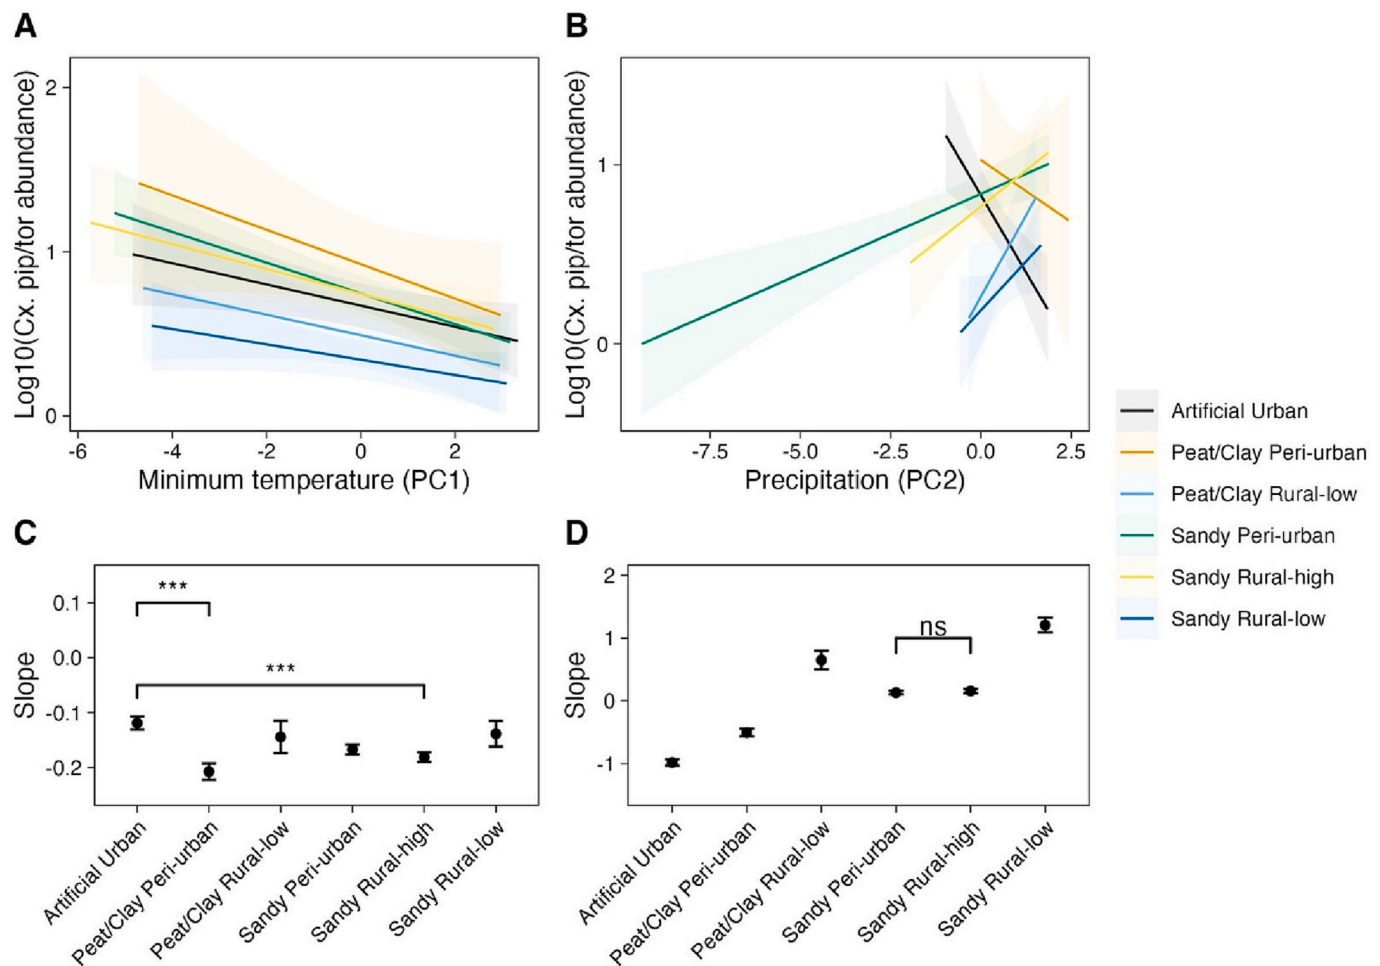 A
B
Log10(Cx. pip/tor abundance)
2
1
0
-6
-4
-2
0
2
Minimum temperature (PC1)
Log10(Cx. pip/tor abundance)
1
0
-7.5
-5.0
-2.5
0.0
2.5
Precipitation (PC2)
Artificial Urban
Peat/Clay Peri-urban
Peat/Clay Rural-low
Sandy Peri-urban
Sandy Rural-high
Sandy Rural-low
C
D
Slope
0.1
0.0
-0.1
-0.2
***
***
Artificial Urban
Peat/Clay Peri-urban
Peat/Clay Rural-low
Sandy Peri-urban
Sandy Rural-high
Sandy Rural-low
Slope
2
1
0
-1
ns
Artificial Urban
Peat/Clay Peri-urban
Peat/Clay Rural-low
Sandy Peri-urban
Sandy Rural-high
Sandy Rural-low